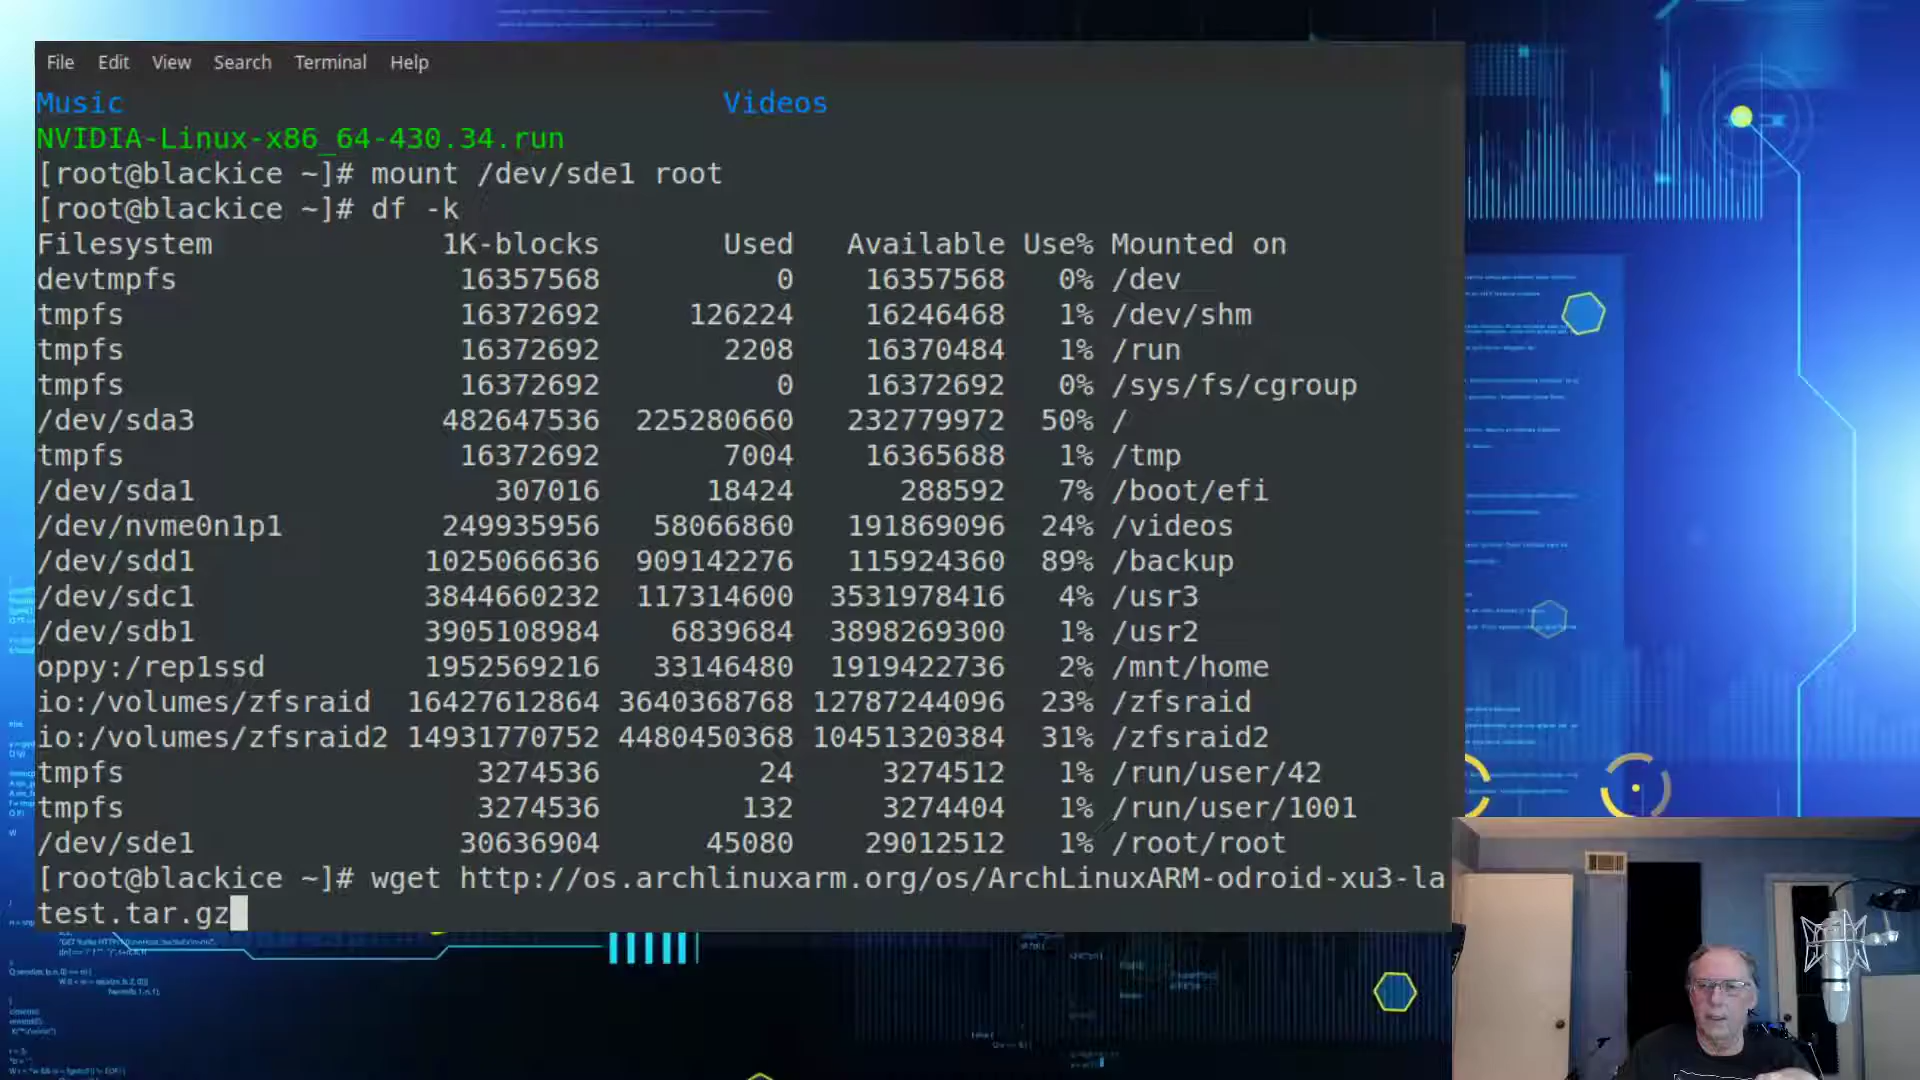 File Edit View Search Terminal Help
Music Videos
NVIDIA-Linux-x86_64-430.34.run
[root@blackice ~]# mount /dev/sde1 root
[root@blackice ~]# df -k
Filesystem 1K-blocks Used Available Use% Mounted on
devtmpfs 16357568 0 16357568 0% /dev
tmpfs 16372692 126224 16246468 1% /dev/shm
tmpfs 16372692 2208 16370484 1% /run
tmpfs 16372692 0 16372692 0% /sys/fs/cgroup
/dev/sda3 482647536 225280660 232779972 50% /
tmpfs 16372692 7004 16365688 1% /tmp
/dev/sda1 307016 18424 288592 7% /boot/efi
/dev/nvme0n1p1 249935956 58066860 191869096 24% /videos
/dev/sdd1 1025066636 909142276 115924360 89% /backup
/dev/sdc1 3844660232 117314600 3531978416 4% /usr3
/dev/sdb1 3905108984 6839684 3898269300 1% /usr2
oppy:/rep1ssd 1952569216 33146480 1919422736 2% /mnt/home
io:/volumes/zfsraid 16427612864 3640368768 12787244096 23% /zfsraid
io:/volumes/zfsraid2 14931770752 4480450368 10451320384 31% /zfsraid2
tmpfs 3274536 24 3274512 1% /run/user/42
tmpfs 3274536 132 3274404 1% /run/user/1001
/dev/sde1 30636904 45080 29012512 1% /root/root
[root@blackice ~]# wget http://os.archlinuxarm.org/os/ArchLinuxARM-odroid-xu3-la
test.tar.gz